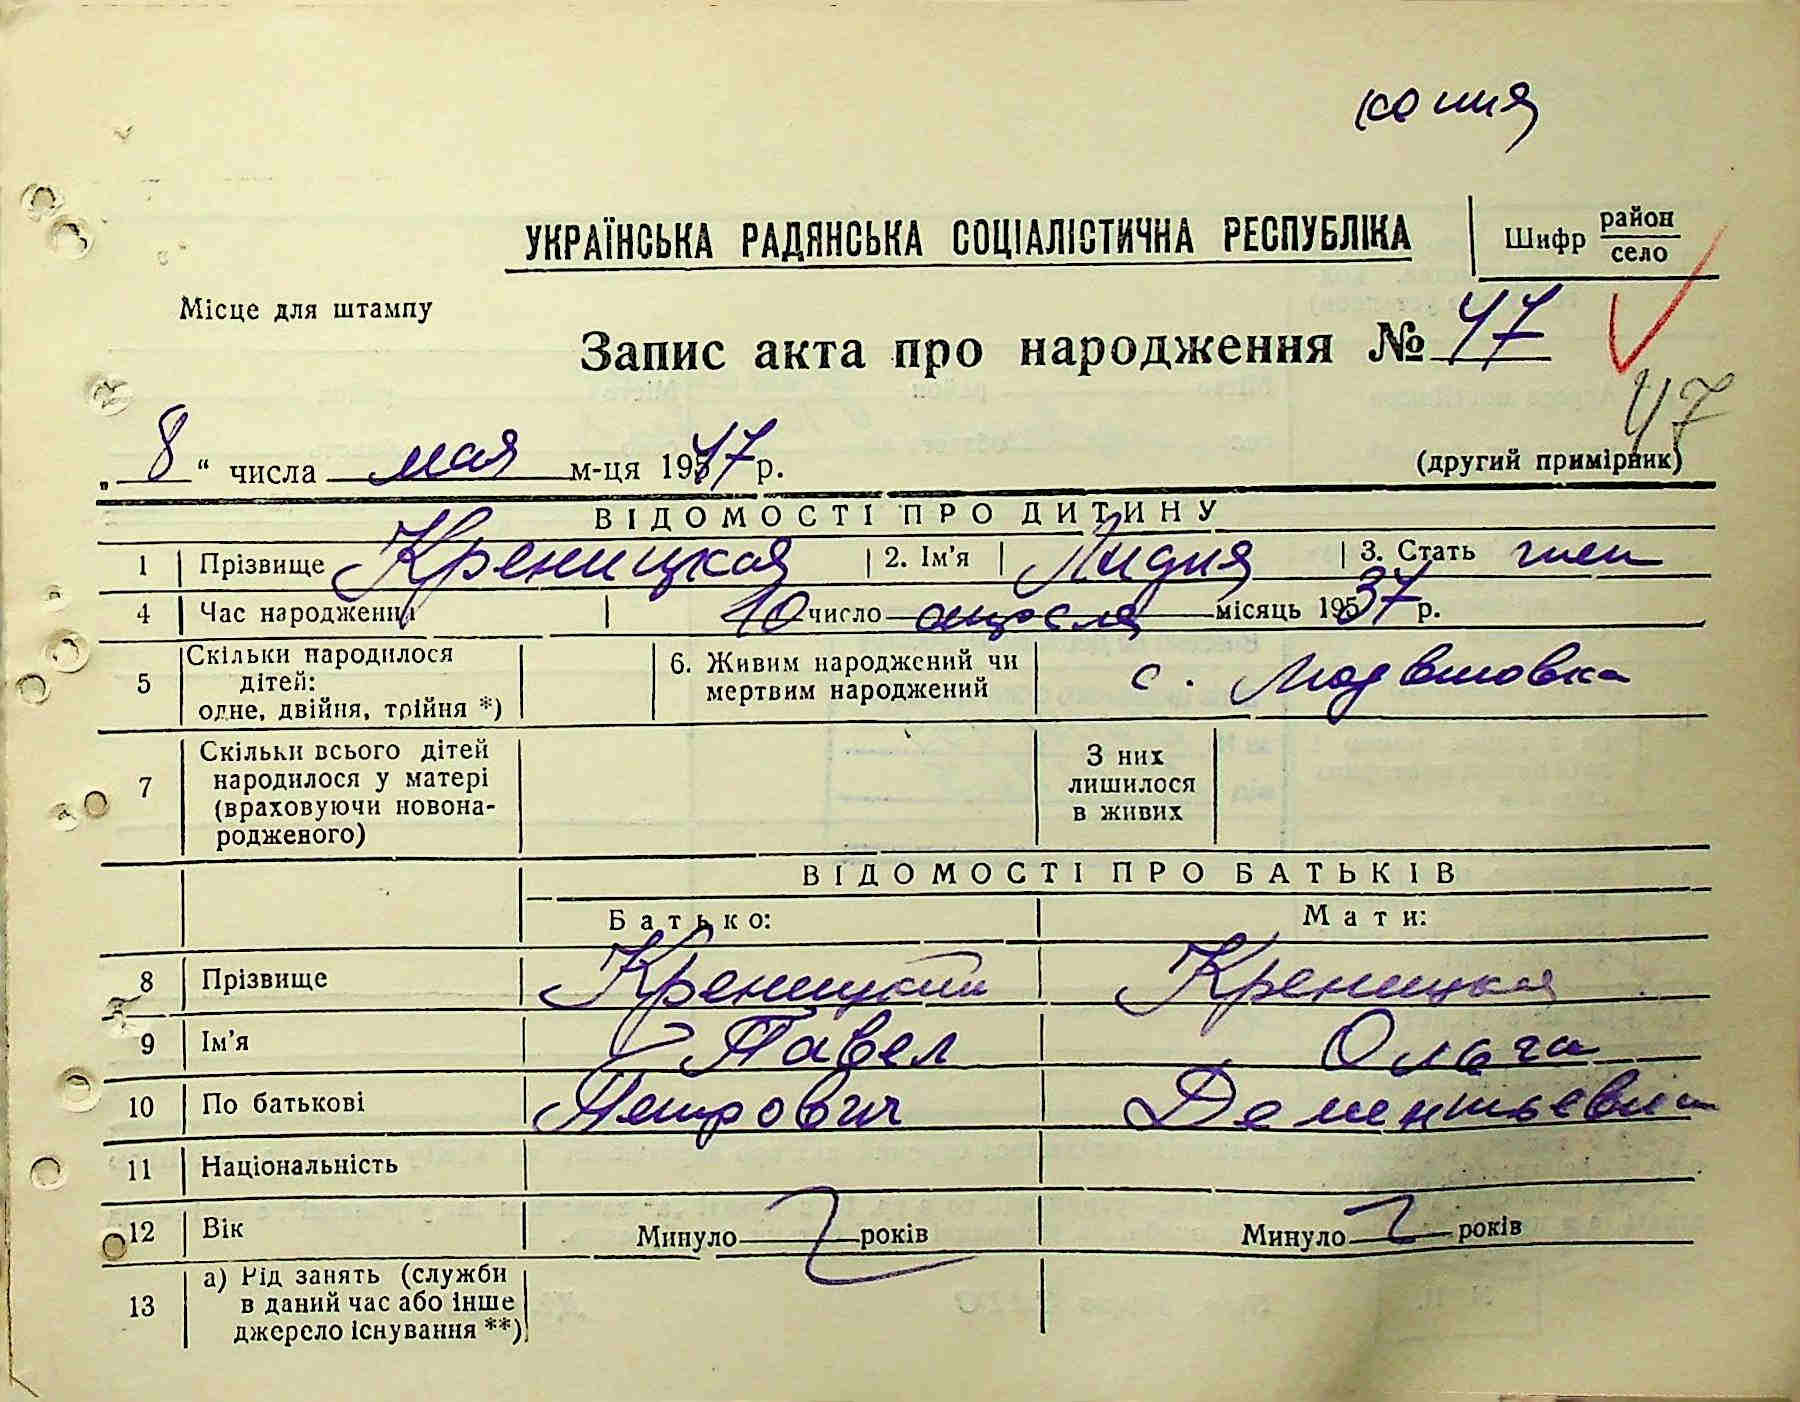 копия
УКРАЇНСЬКА РАДЯНСЬКА СОЦІАЛІСТИЧНА РЕСПУБЛІКА
Шифр район
село
Місце для штампу
Запис акта про народження № 47
47
„8“ числа мая м-ця 1947 р.
(другий примірник)
ВІДОМОСТІ ПРО ДИТИНУ
1 Прізвище Креницкая 2. Ім'я Лидия 3. Стать жен
4 Час народження 10 число апреля місяць 1937 р.
5 Скільки народилося дітей: одне, двійня, трійня *) 6. Живим народжений чи мертвим народжений с.
7 Скільки всього дітей народилося у матері (враховуючи новонародженого) З них лишилося в живих
ВІДОМОСТІ ПРО БАТЬКІВ
Батько: Мати:
8 Прізвище Креницкий Креницкая
9 Ім'я Павел Ольга
10 По батькові Петрович Дементьевна
11 Національність
12 Вік Минуло років Минуло років
13 а) Рід занять (служби в даний час або інше джерело існування **)